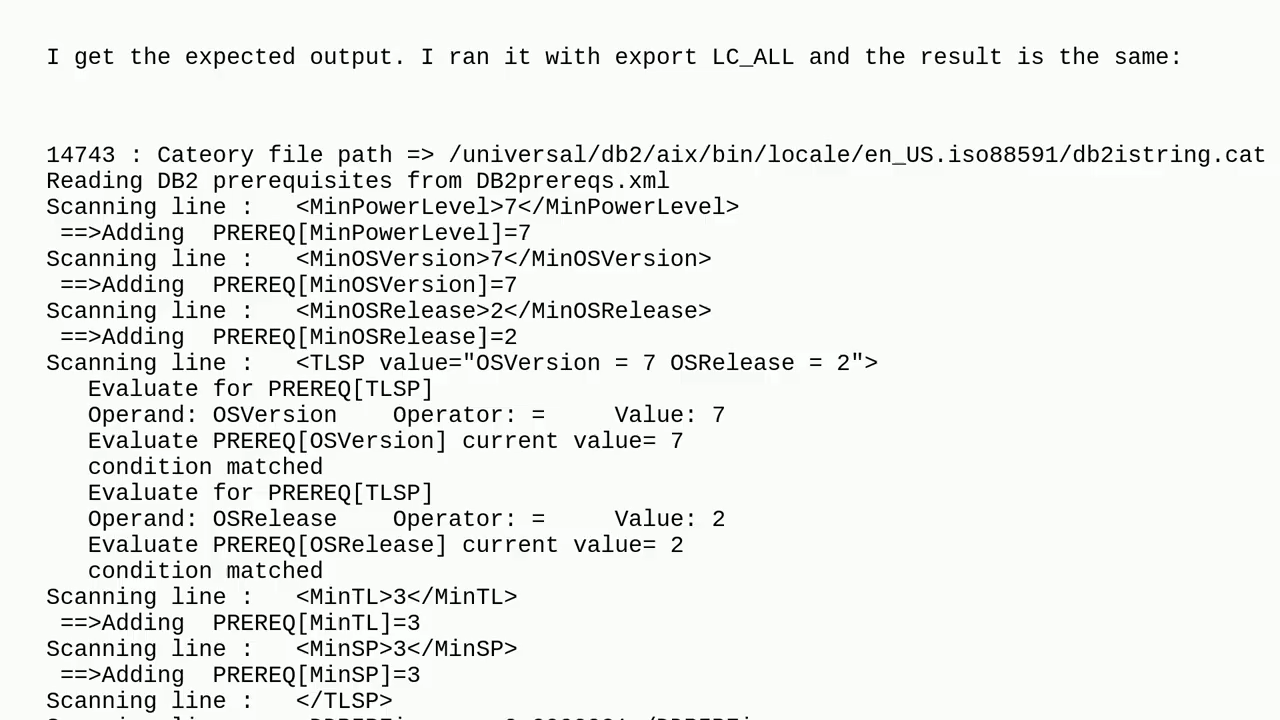 I get the expected output. I ran it with export LC_ALL and the result is the same:
14743 : Cateory file path => /universal/db2/aix/bin/locale/en_US.iso88591/db2istring.cat
Reading DB2 prerequisites from DB2prereqs.xml
Scanning line :   <MinPowerLevel>7</MinPowerLevel>
 ==>Adding  PREREQ[MinPowerLevel]=7
Scanning line :   <MinOSVersion>7</MinOSVersion>
 ==>Adding  PREREQ[MinOSVersion]=7
Scanning line :   <MinOSRelease>2</MinOSRelease>
 ==>Adding  PREREQ[MinOSRelease]=2
Scanning line :   <TLSP value="OSVersion = 7 OSRelease = 2">
   Evaluate for PREREQ[TLSP]
   Operand: OSVersion    Operator: =     Value: 7
   Evaluate PREREQ[OSVersion] current value= 7
   condition matched
   Evaluate for PREREQ[TLSP]
   Operand: OSRelease    Operator: =     Value: 2
   Evaluate PREREQ[OSRelease] current value= 2
   condition matched
Scanning line :   <MinTL>3</MinTL>
 ==>Adding  PREREQ[MinTL]=3
Scanning line :   <MinSP>3</MinSP>
 ==>Adding  PREREQ[MinSP]=3
Scanning line :   </TLSP>